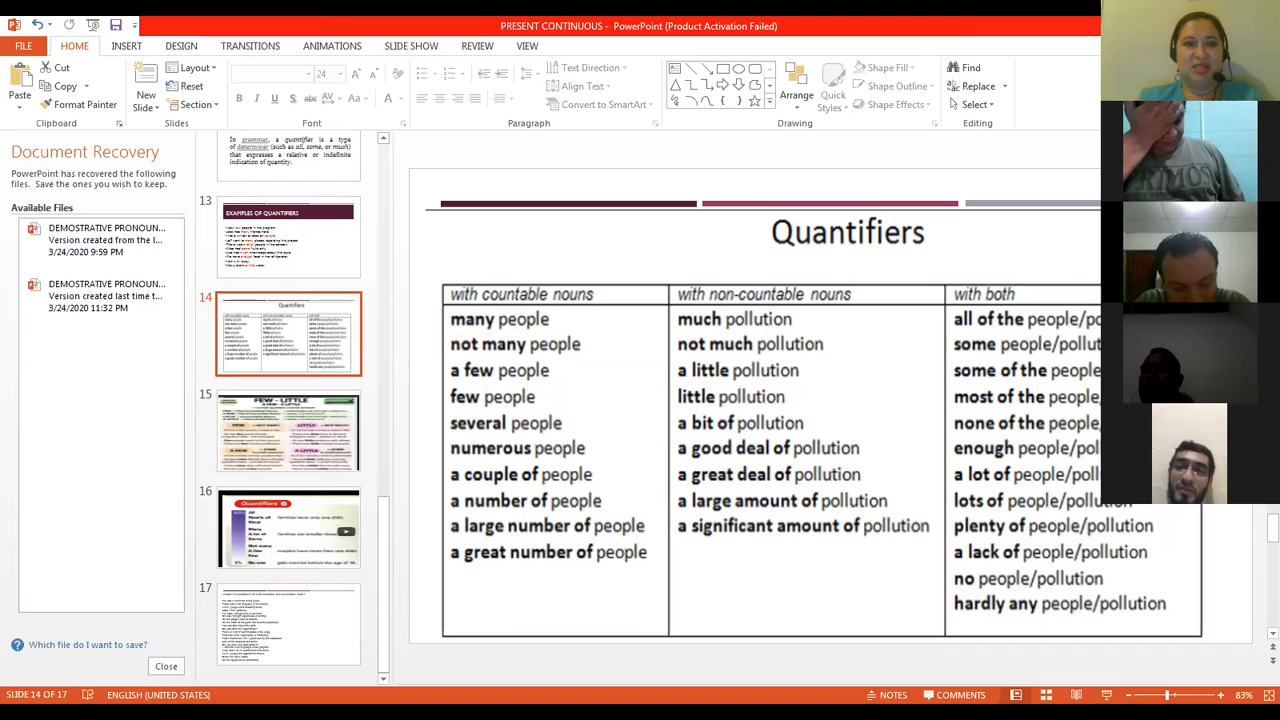 PRESENT CONTINUOUS - PowerPoint (Product Activation Failed)
FILE HOME INSERT DESIGN TRANSITIONS ANIMATIONS SLIDE SHOW REVIEW VIEW
Cut
Copy
Format Painter
Paste
Clipboard
New
Slide
Layout
Reset
Section
Slides
24
Font
Text Direction
Align Text
Convert to SmartArt
Paragraph
Arrange
Quick
Styles
Shape Fill
Shape Outline
Shape Effects
Drawing
Find
Replace
Select
Editing
Document Recovery
PowerPoint has recovered the following
files. Save the ones you wish to keep.
Available Files
DEMOSTRATIVE PRONOUN...
Version created from the l...
3/24/2020 9:59 PM
DEMOSTRATIVE PRONOUN...
Version created last time t...
3/24/2020 11:32 PM
Which file do I want to save?
Close
In grammar, a quantifier is a type
of determiner (such as all, some, or much)
that expresses a relative or indefinite
indication of quantity.
13
EXAMPLES OF QUANTIFIERS
14
Quantifiers
15
FEW - LITTLE
16
Quantifiers
17
Quantifiers
with countable nouns
many people
not many people
a few people
few people
several people
numerous people
a couple of people
a number of people
a large number of people
a great number of people
with non-countable nouns
much pollution
not much pollution
a little pollution
little pollution
a bit of pollution
a good deal of pollution
a great deal of pollution
a large amount of pollution
a significant amount of pollution
with both
all of the people/po
some people/pollut
some of the people
most of the people,
none of the people
enough people/poll
a lot of people/poll
lots of people/pollu
plenty of people/pollution
a lack of people/pollution
no people/pollution
hardly any people/pollution
SLIDE 14 OF 17 ENGLISH (UNITED STATES) NOTES COMMENTS 83%